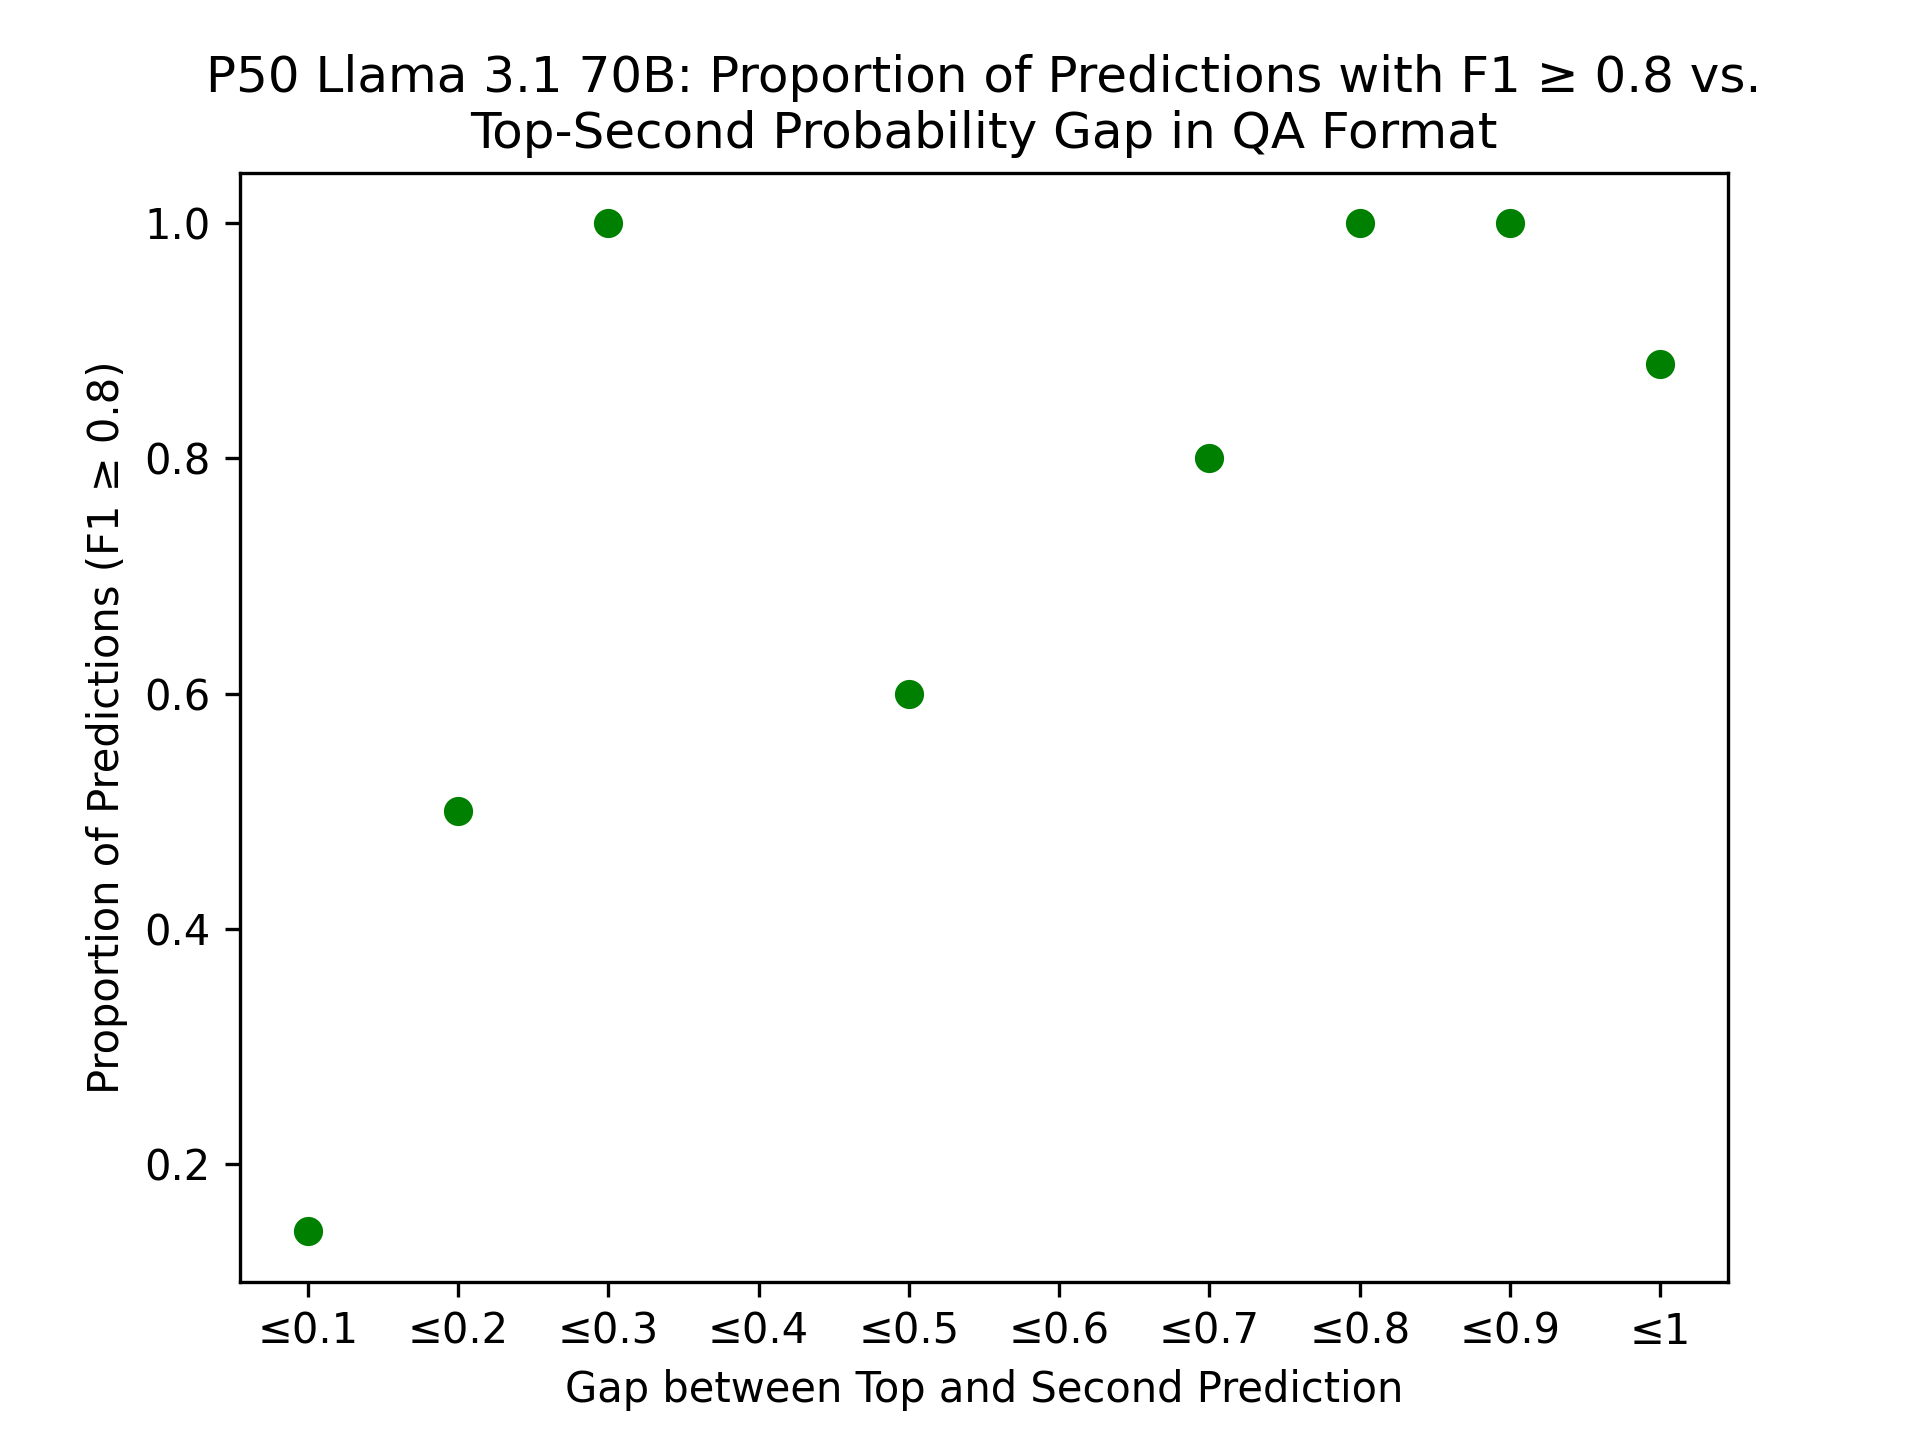 P50 Llama 3.1 70B: Proportion of Predictions with F1 ≥ 0.8 vs.
Top-Second Probability Gap in QA Format
Proportion of Predictions (F1 ≥ 0.8)
1.0
0.8
0.6
0.4
0.2
≤0.1 ≤0.2 ≤0.3 ≤0.4 ≤0.5 ≤0.6 ≤0.7 ≤0.8 ≤0.9 ≤1
Gap between Top and Second Prediction